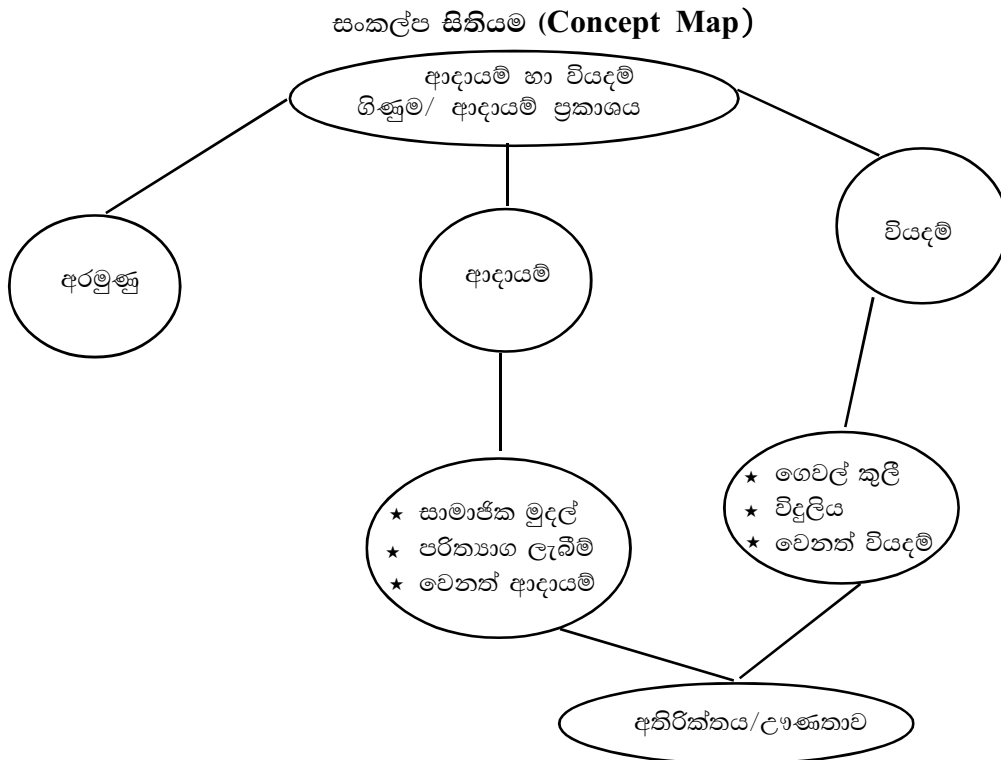 සංකල්ප සිතියම (Concept Map)
ආදායම් හා වියදම්
ගිණුම/ ආදායම් ප්‍රකාශය
අරමුණු
ආදායම්
වියදම්
★ සාමාජික මුදල්
★ පරිත්‍යාග ලැබීම්
★ වෙනත් ආදායම්
★ ගෙවල් කුලී
★ විදුලිය
★ වෙනත් වියදම්
අතිරික්තය/ඌණතාව